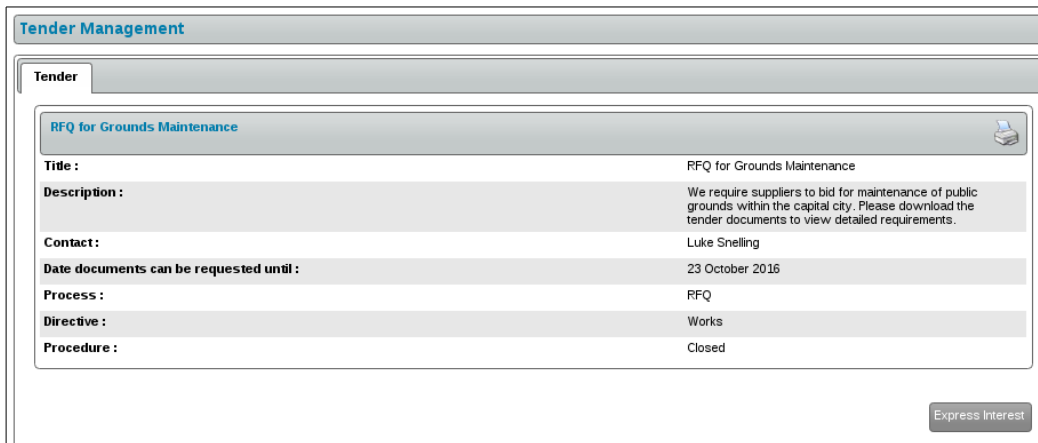 Tender Management
Tender
RFQ for Grounds Maintenance
Title : RFQ for Grounds Maintenance
Description : We require suppliers to bid for maintenance of public
grounds within the capital city. Please download the
tender documents to view detailed requirements.
Contact : Luke Snelling
Date documents can be requested until : 23 October 2016
Process : RFQ
Directive : Works
Procedure : Closed
Express Interest